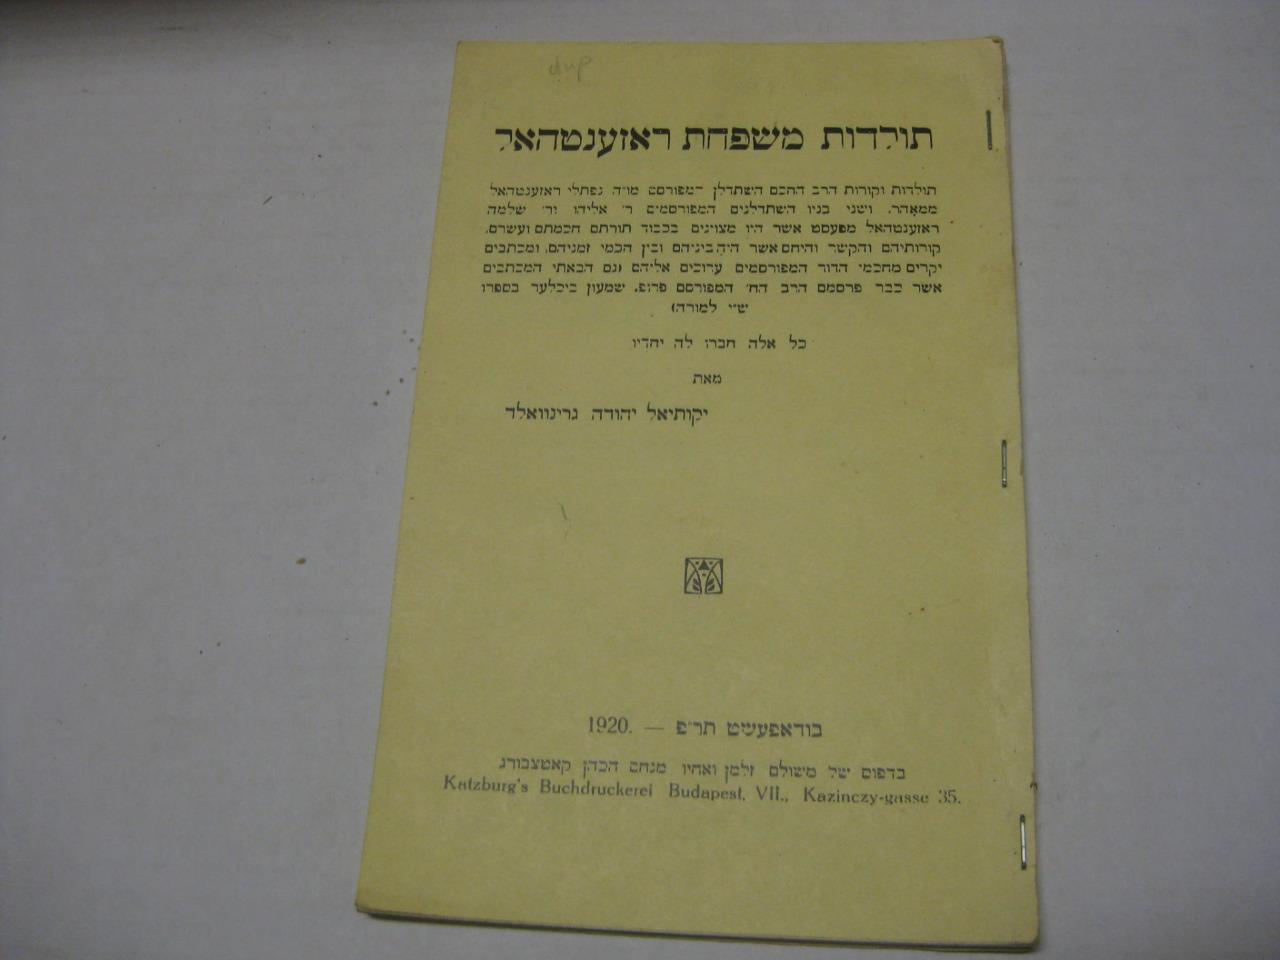 dup
תולדות משפחת ראזענטהאל
תולדות וקורות הרב החכם השתדלן המפורסם מו״ה נפתלי ראזענטהאל
ממאהר, ושני בניו השתדלנים המפורסמים ר׳ אליהו ור׳ שלמה
ראזענטהאל מפעסט אשר היו מצוינים בכבוד תורתם חכמתם ועשרם,
קורותיהם והקשר והיחס אשר היה ביניהם ובין חכמי זמניהם, ומכתבים
יקרים מחכמי הדור המפורסמים ערוכים אליהם (גם הבאתי המכתבים
אשר כבר פרסמם הרב הח׳ המפורסם פרופ. שמעון ביכלער בספרו
ש״י למורה)
כל אלה חברו לה יחדיו
מאת
יקותיאל יהודה גרינוואלד
בודאפעשט תר״פ — 1920.
בדפוס של משולם זלמן ואחיו מנחם הכהן קאטצבורג
Katzburg's Buchdruckerei Budapest, VII., Kazinczy-gasse 35.